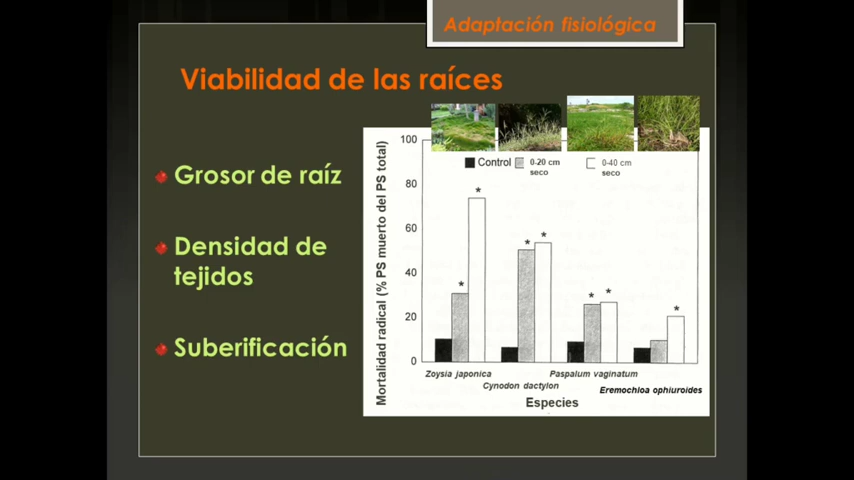 Adaptación fisiológica
Viabilidad de las raíces
Grosor de raíz
Densidad de
tejidos
Suberificación
Mortalidad radical (% PS muerto del PS total)
100
80
60
40
20
0
Control
0-20 cm
seco
0-40 cm
seco
*
*
*
*
*
*
*
Zoysia japonica
Cynodon dactylon
Paspalum vaginatum
Eremochloa ophiuroides
Especies